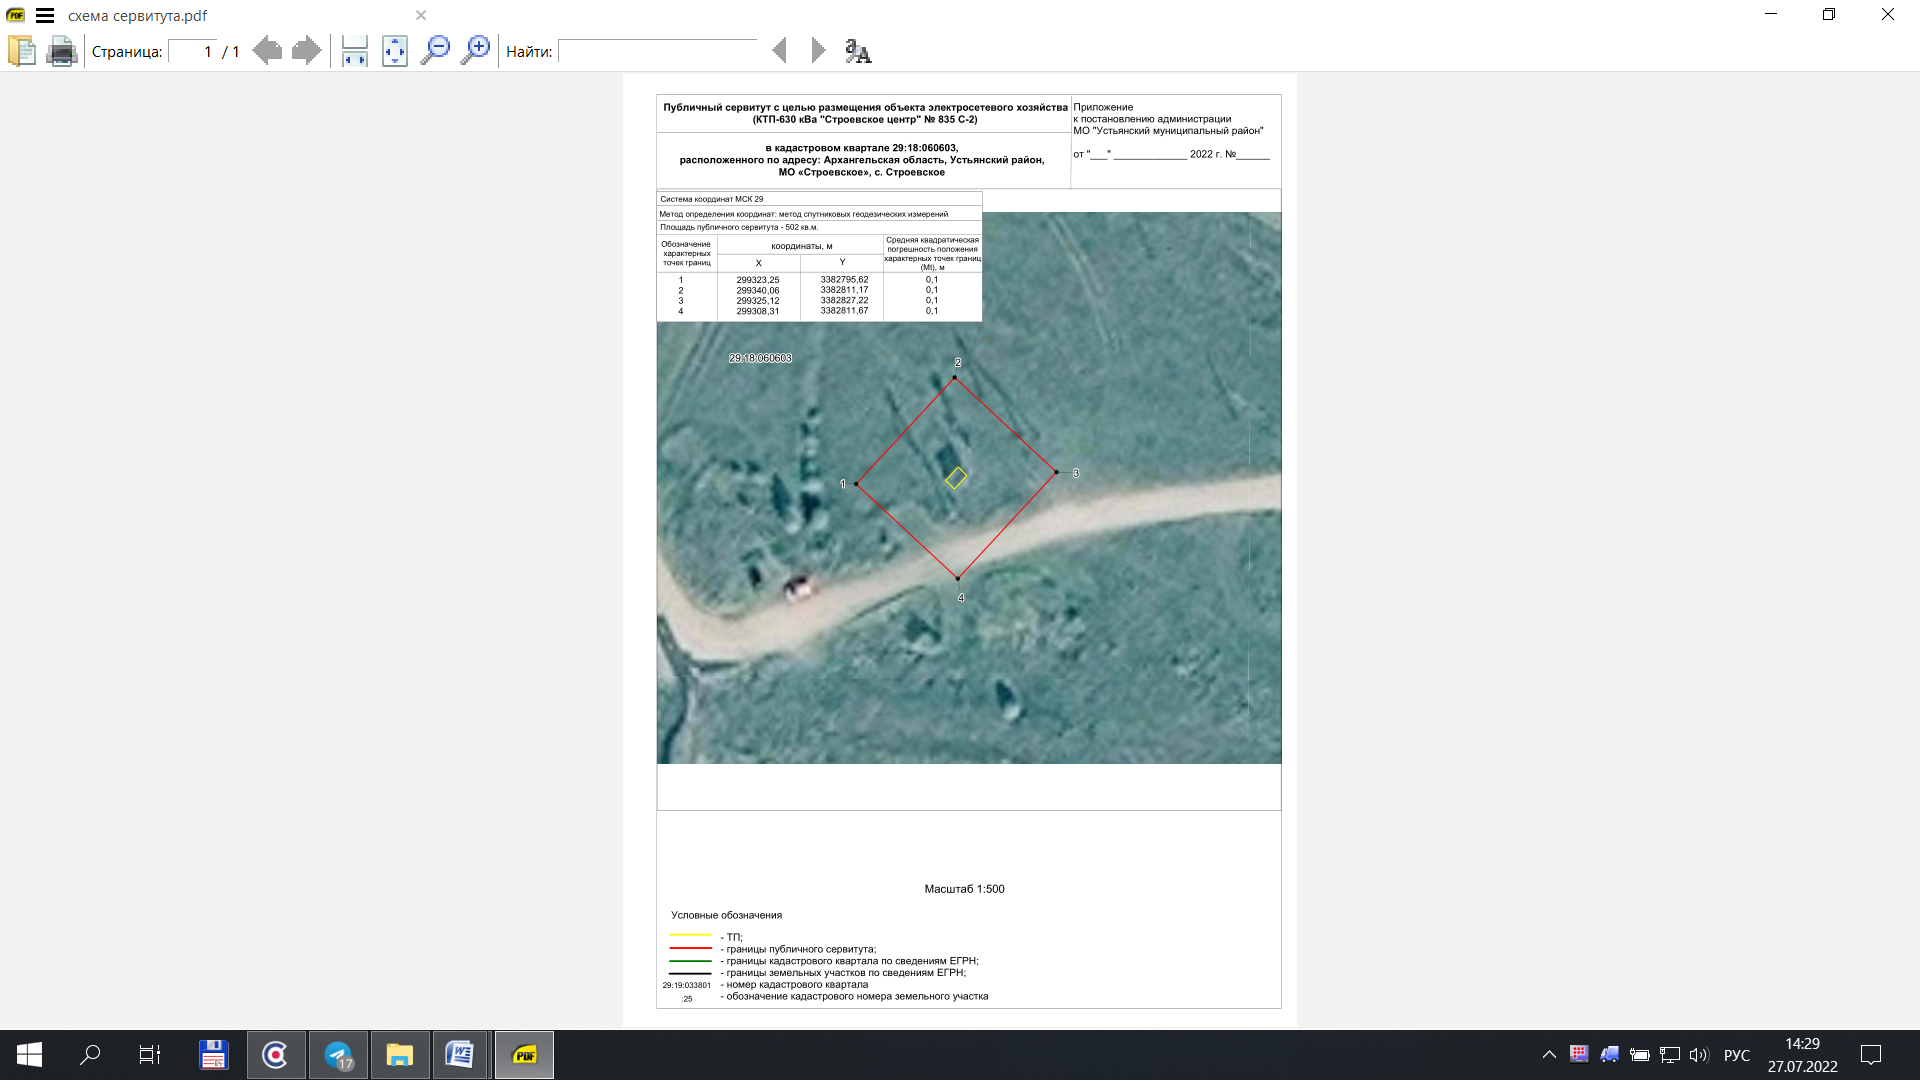 схема сервитута.pdf
Страница: 1 / 1 Найти:
Публичный сервитут с целью размещения объекта электросетевого хозяйства
(КТП-630 кВа "Строевское центр" № 835 С-2)
в кадастровом квартале 29:18:060603,
расположенного по адресу: Архангельская область, Устьянский район,
МО «Строевское», с. Строевское
Приложение
к постановлению администрации
МО "Устьянский муниципальный район"
от "___" _____________ 2022 г. №______
Система координат МСК 29
Метод определения координат: метод спутниковых геодезических измерений
Площадь публичного сервитута - 502 кв.м.
Обозначение
характерных
точек границ
координаты, м
X Y
Средняя квадратическая
погрешность положения
характерных точек границ
(Mt), м
1 299323,25 3382795,62 0,1
2 299340,06 3382811,17 0,1
3 299325,12 3382827,22 0,1
4 299308,31 3382811,67 0,1
29:18:060603
2
1
3
4
Масштаб 1:500
Условные обозначения
- ТП;
- границы публичного сервитута;
- границы кадастрового квартала по сведениям ЕГРН;
- границы земельных участков по сведениям ЕГРН;
29:19:033801 - номер кадастрового квартала
:25 - обозначение кадастрового номера земельного участка
17
PDF
РУС
14:29
27.07.2022